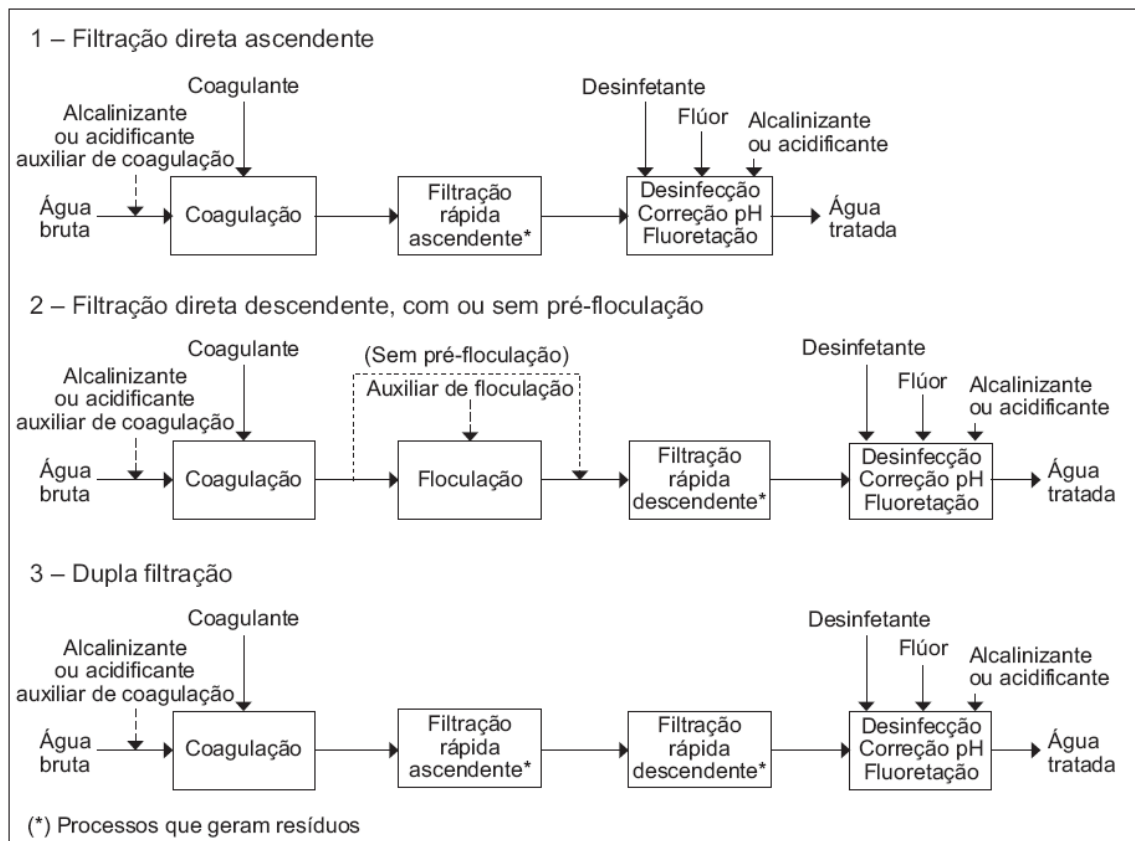 1 – Filtração direta ascendente
Coagulante
Alcalinizante
ou acidificante
auxiliar de coagulação
Água
bruta
Coagulação
Filtração
rápida
ascendente*
Desinfetante
Flúor
Alcalinizante
ou acidificante
Desinfecção
Correção pH
Fluoretação
Água
tratada
2 – Filtração direta descendente, com ou sem pré-floculação
Coagulante
Alcalinizante
ou acidificante
auxiliar de coagulação
Água
bruta
Coagulação
(Sem pré-floculação)
Auxiliar de floculação
Floculação
Filtração
rápida
descendente*
Desinfetante
Flúor
Alcalinizante
ou acidificante
Desinfecção
Correção pH
Fluoretação
Água
tratada
3 – Dupla filtração
Coagulante
Alcalinizante
ou acidificante
auxiliar de coagulação
Água
bruta
Coagulação
Filtração
rápida
ascendente*
Filtração
rápida
descendente*
Desinfetante
Flúor
Alcalinizante
ou acidificante
Desinfecção
Correção pH
Fluoretação
Água
tratada
(*) Processos que geram resíduos